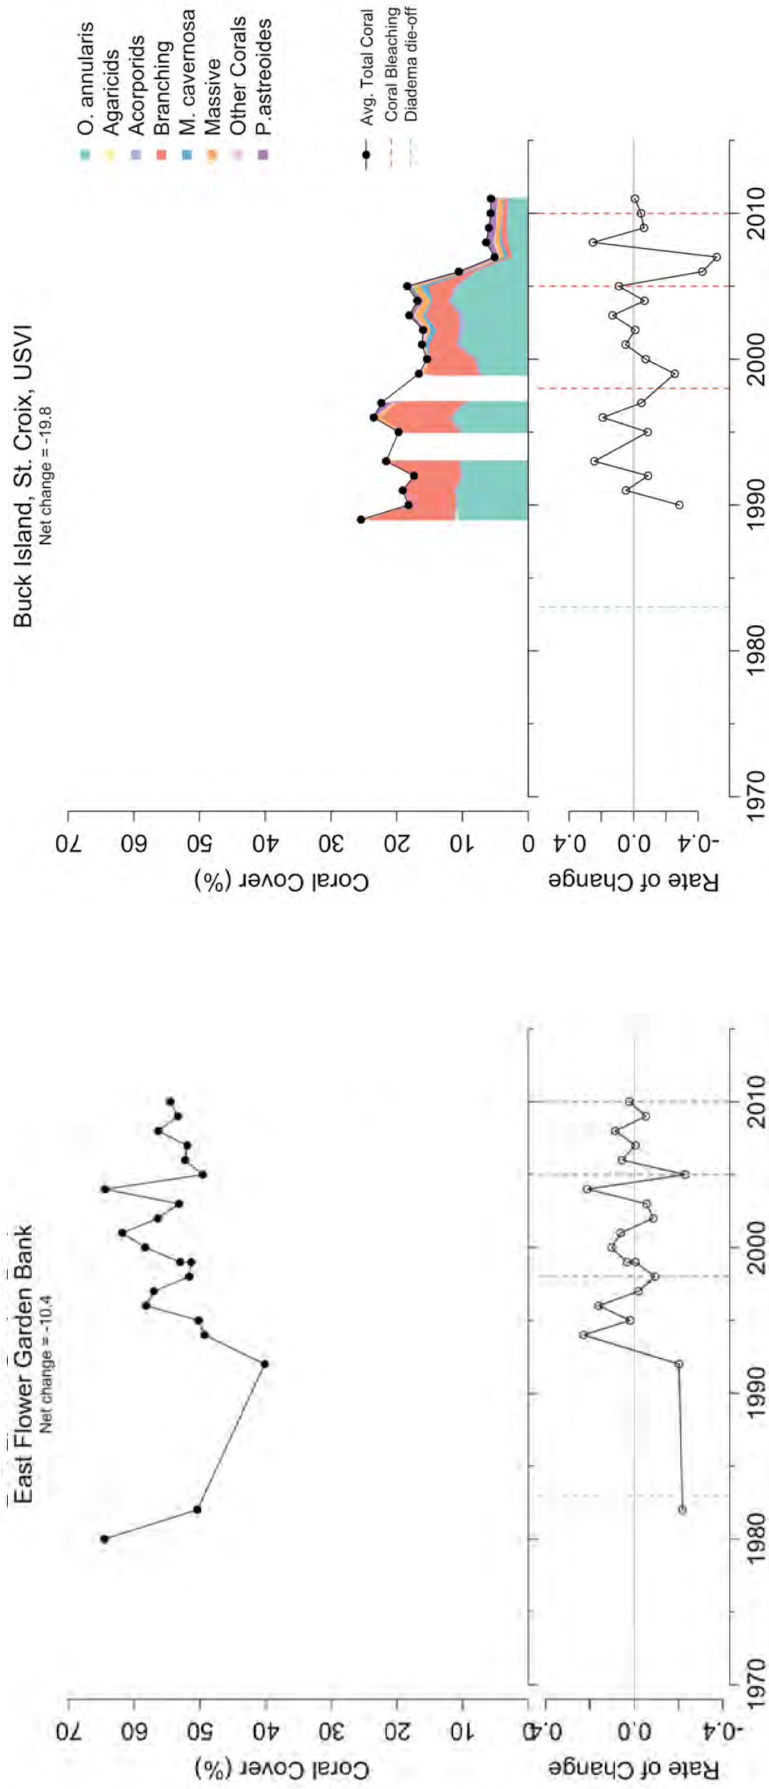 East Flower Garden Bank
Net change = -10.4
70
60
50
40
30
20
10
0
Coral Cover (%)
0.4
0.0
-0.4
Rate of Change
1970 1980 1990 2000 2010
Buck Island, St. Croix, USVI
Net change = -19.8
70
60
50
40
30
20
10
0
Coral Cover (%)
0.4
0.0
-0.4
Rate of Change
1970 1980 1990 2000 2010
O. annularis
Agaricids
Acorporids
Branching
M. cavernosa
Massive
Other Corals
P.astreoides
Avg. Total Coral
Coral Bleaching
Diadema die-off